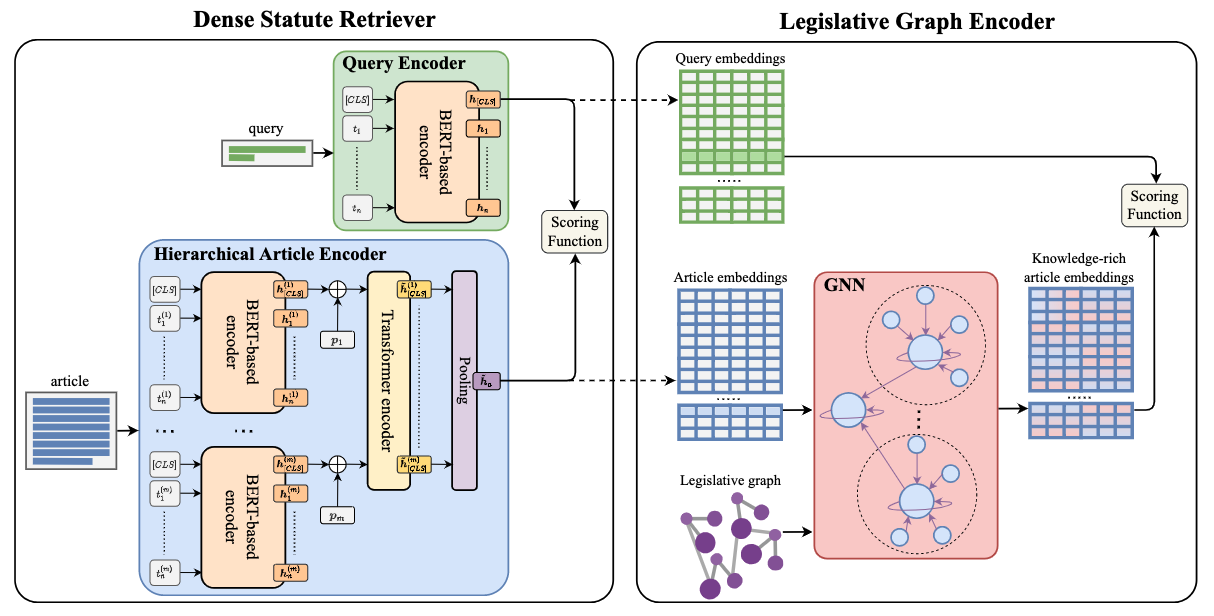 Dense Statute Retriever
Query Encoder
query
[CLS]
t_1
t_n
BERT-based
encoder
h_[CLS]
h_1
h_n
Scoring
Function
Hierarchical Article Encoder
article
[CLS]
t_1^(1)
t_n^(1)
BERT-based
encoder
h_[CLS]^(1)
h_1^(1)
h_n^(1)
p_1
...
...
[CLS]
t_1^(m)
t_n^(m)
BERT-based
encoder
h_[CLS]^(m)
h_1^(m)
h_n^(m)
p_m
Transformer encoder
h̃_[CLS]^(1)
h̃_[CLS]^(m)
Pooling
h̃_a
Legislative Graph Encoder
Query embeddings
.....
Scoring
Function
Article embeddings
.....
Legislative graph
GNN
Knowledge-rich
article embeddings
.....